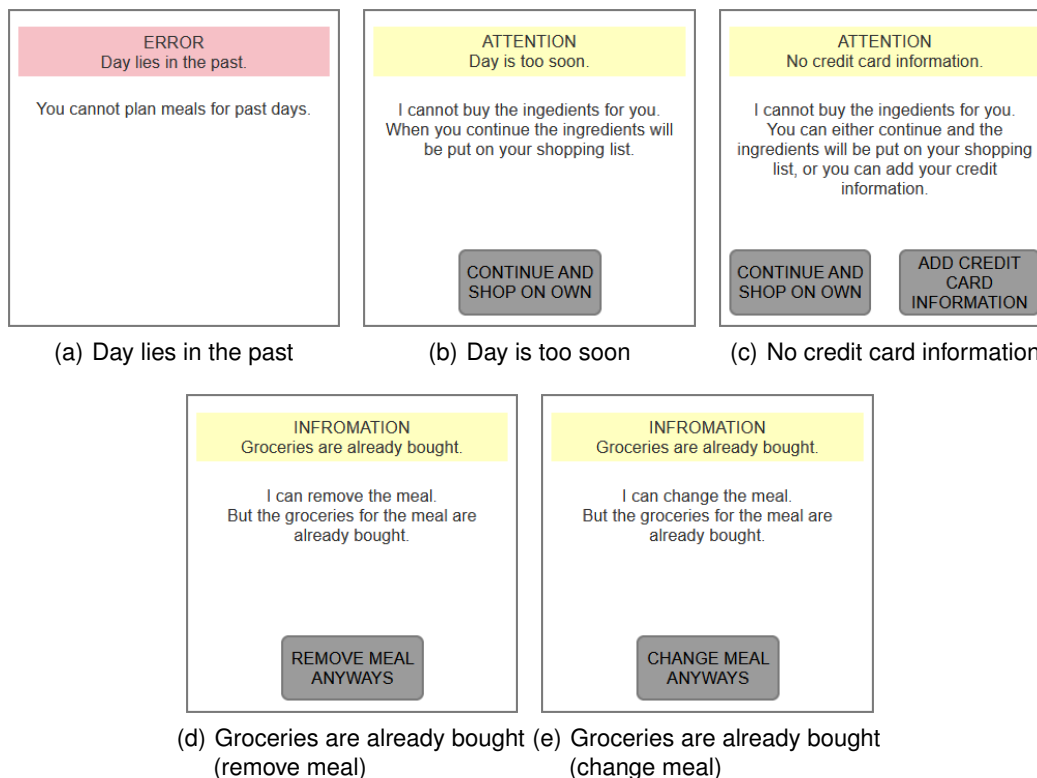 ERROR
Day lies in the past.
You cannot plan meals for past days.
(a) Day lies in the past
ATTENTION
Day is too soon.
I cannot buy the ingedients for you.
When you continue the ingredients will
be put on your shopping list.
CONTINUE AND
SHOP ON OWN
(b) Day is too soon
ATTENTION
No credit card information.
I cannot buy the ingedients for you.
You can either continue and the
ingredients will be put on your shopping
list, or you can add your credit
information.
CONTINUE AND
SHOP ON OWN
ADD CREDIT
CARD
INFORMATION
(c) No credit card information
INFROMATION
Groceries are already bought.
I can remove the meal.
But the groceries for the meal are
already bought.
REMOVE MEAL
ANYWAYS
(d) Groceries are already bought
(remove meal)
INFROMATION
Groceries are already bought.
I can change the meal.
But the groceries for the meal are
already bought.
CHANGE MEAL
ANYWAYS
(e) Groceries are already bought
(change meal)